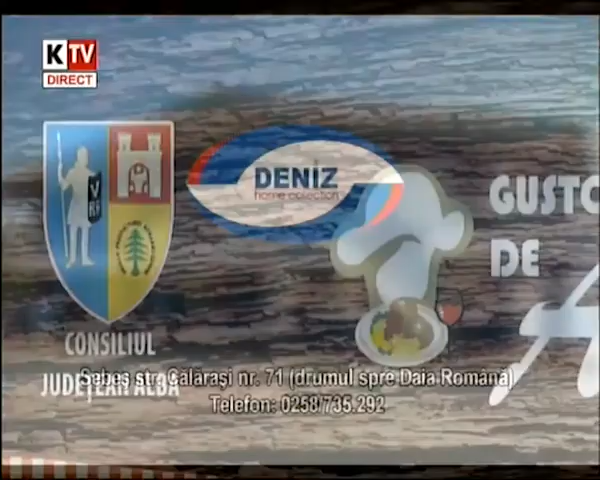 KTV
DIRECT
DENIZ
home collection
GUSTO
DE
CONSILIUL
JUDEȚEAN ALBA
Sebeș str. Călărași nr. 71 (drumul spre Daia Română)
Telefon: 0258/735.292